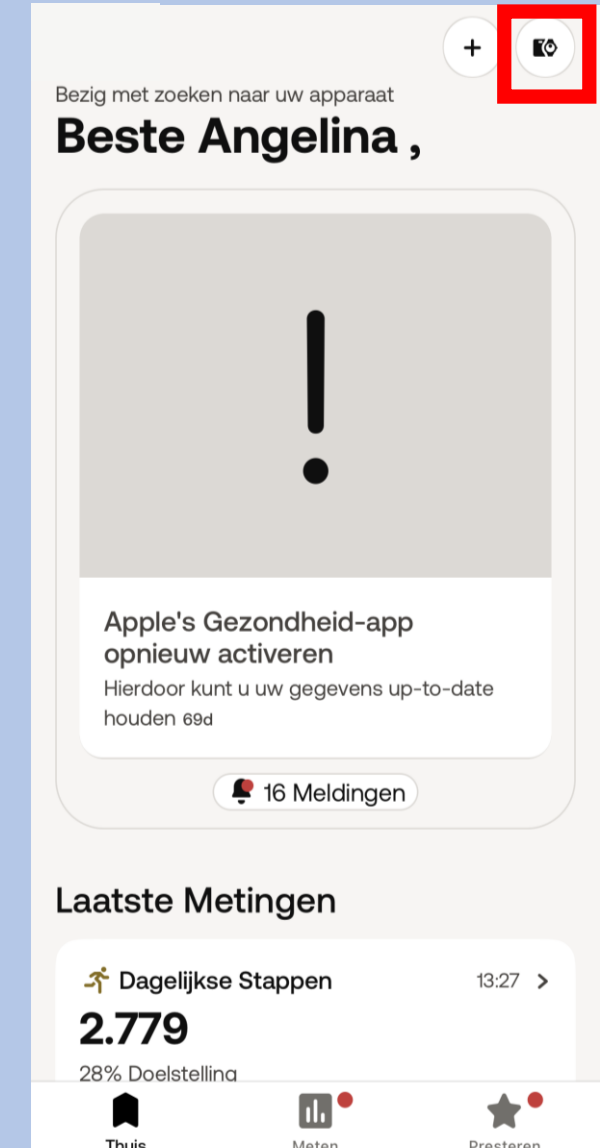 Bezig met zoeken naar uw apparaat
Beste Angelina ,
Apple's Gezondheid-app
opnieuw activeren
Hierdoor kunt u uw gegevens up-to-date
houden 69d
16 Meldingen
Laatste Metingen
Dagelijkse Stappen 13:27
2.779
28% Doelstelling
Thuis Meten Presteren